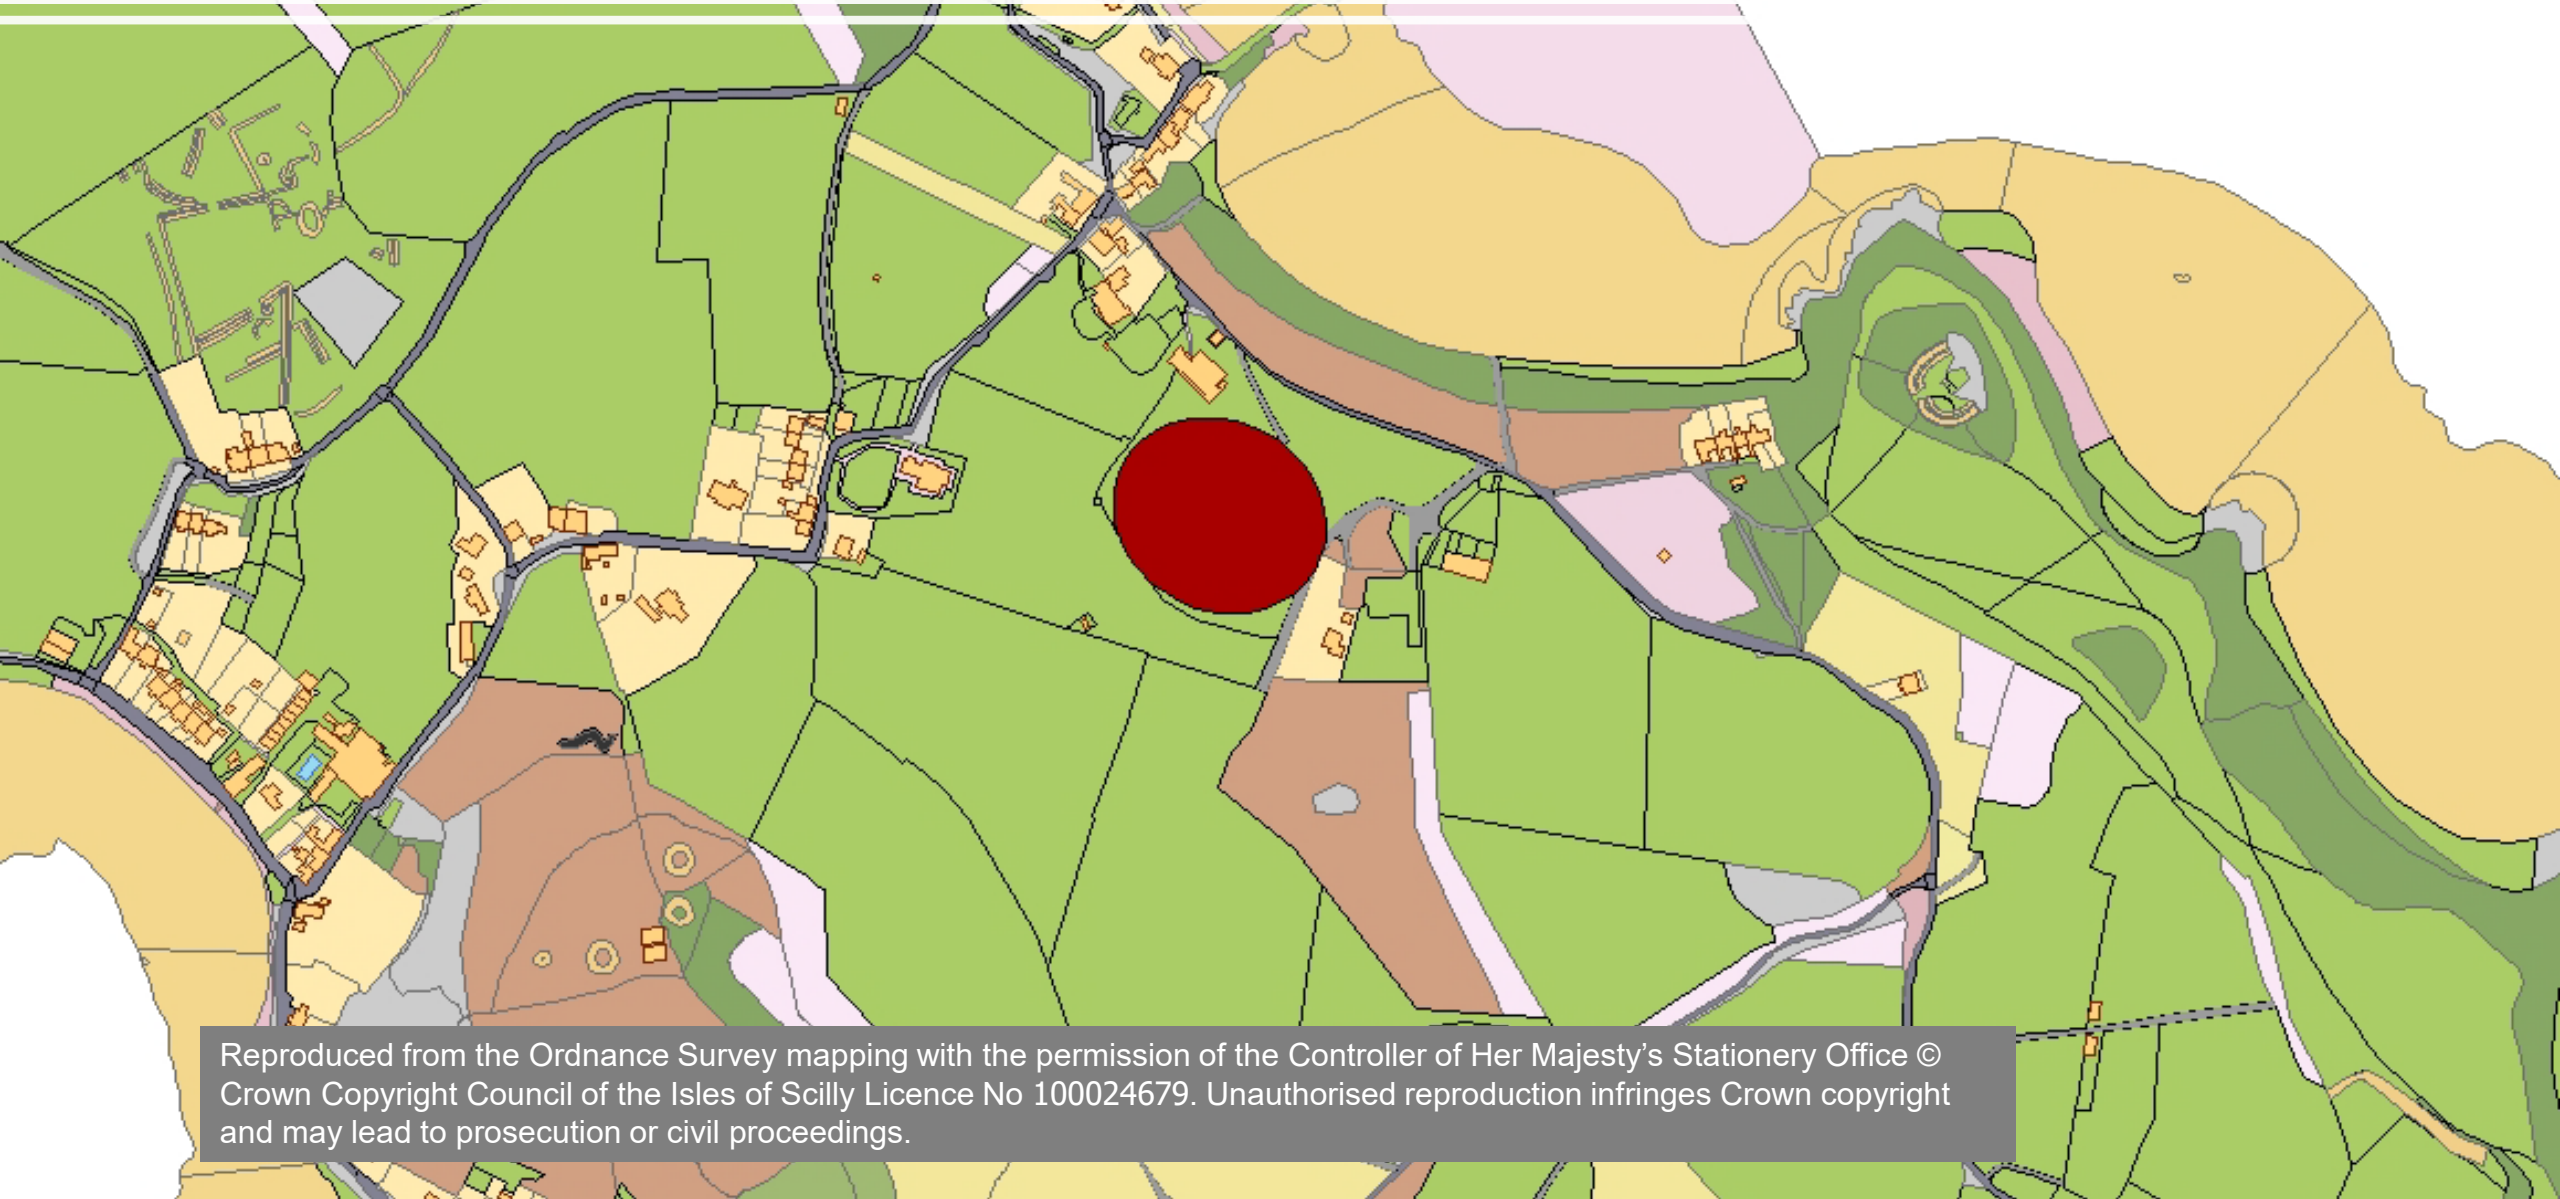 Reproduced from the Ordnance Survey mapping with the permission of the Controller of Her Majesty’s Stationery Office ©
Crown Copyright Council of the Isles of Scilly Licence No 100024679. Unauthorised reproduction infringes Crown copyright
and may lead to prosecution or civil proceedings.